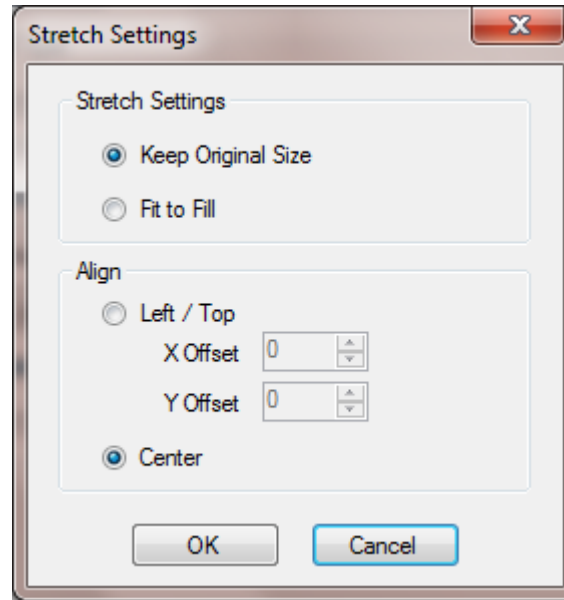 Stretch Settings
Stretch Settings
Keep Original Size
Fit to Fill
Align
Left / Top
X Offset 0
Y Offset 0
Center
OK Cancel